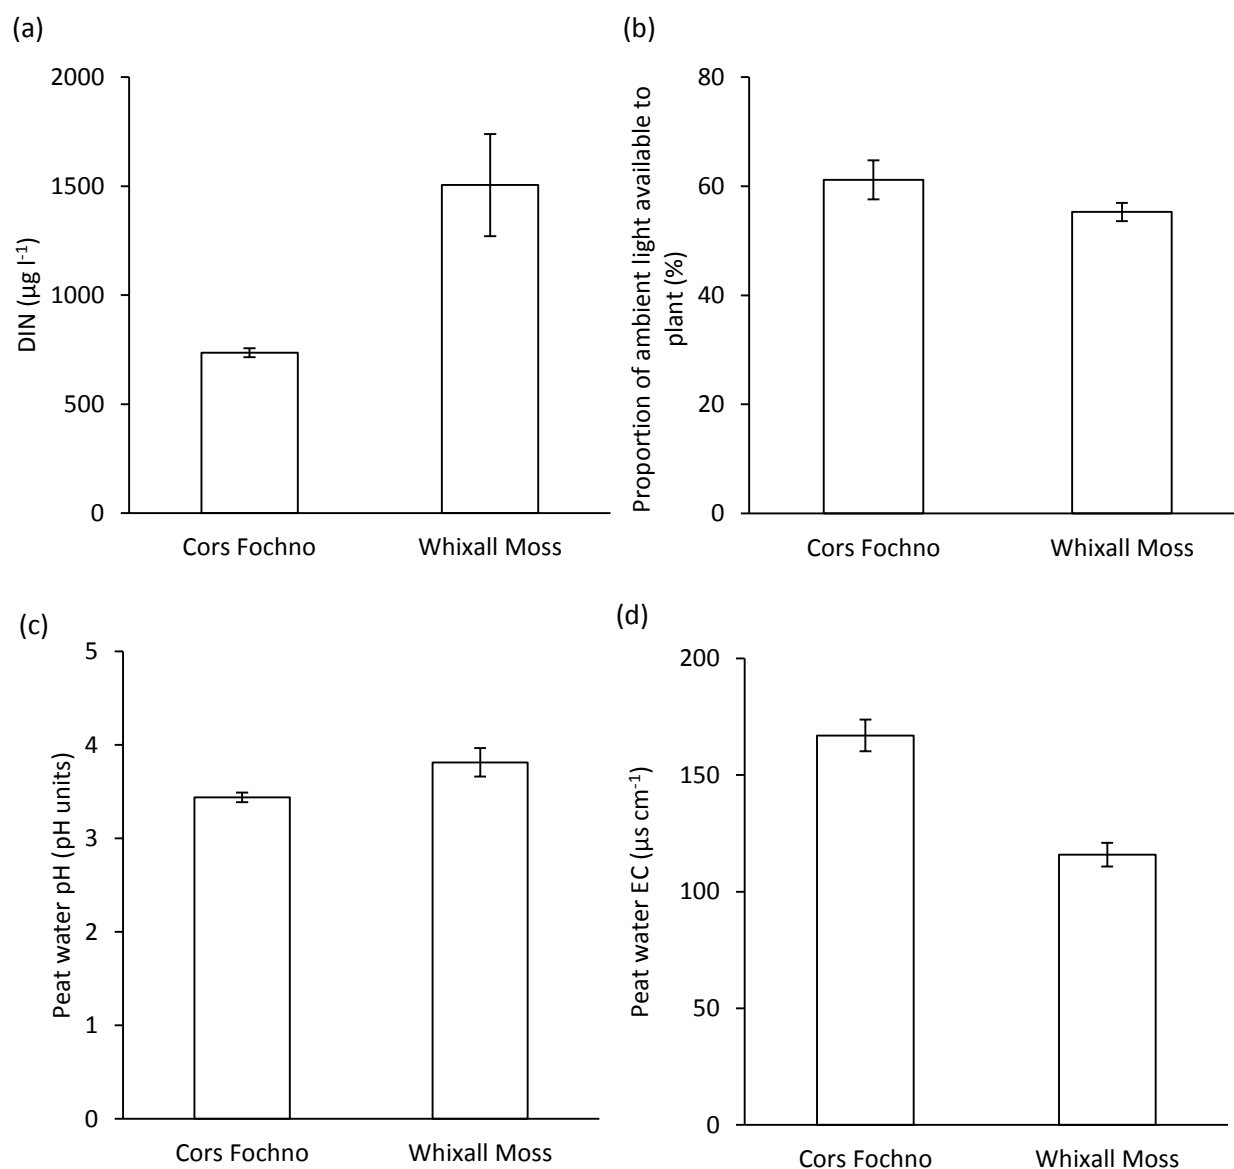 (a)
2000
1500
1000
500
0
DIN (µg l-1)
Cors Fochno
Whixall Moss
(b)
80
60
40
20
0
Proportion of ambient light available to
plant (%)
Cors Fochno
Whixall Moss
(c)
5
4
3
2
1
0
Peat water pH (pH units)
Cors Fochno
Whixall Moss
(d)
200
150
100
50
0
Peat water EC (µs cm-1)
Cors Fochno
Whixall Moss